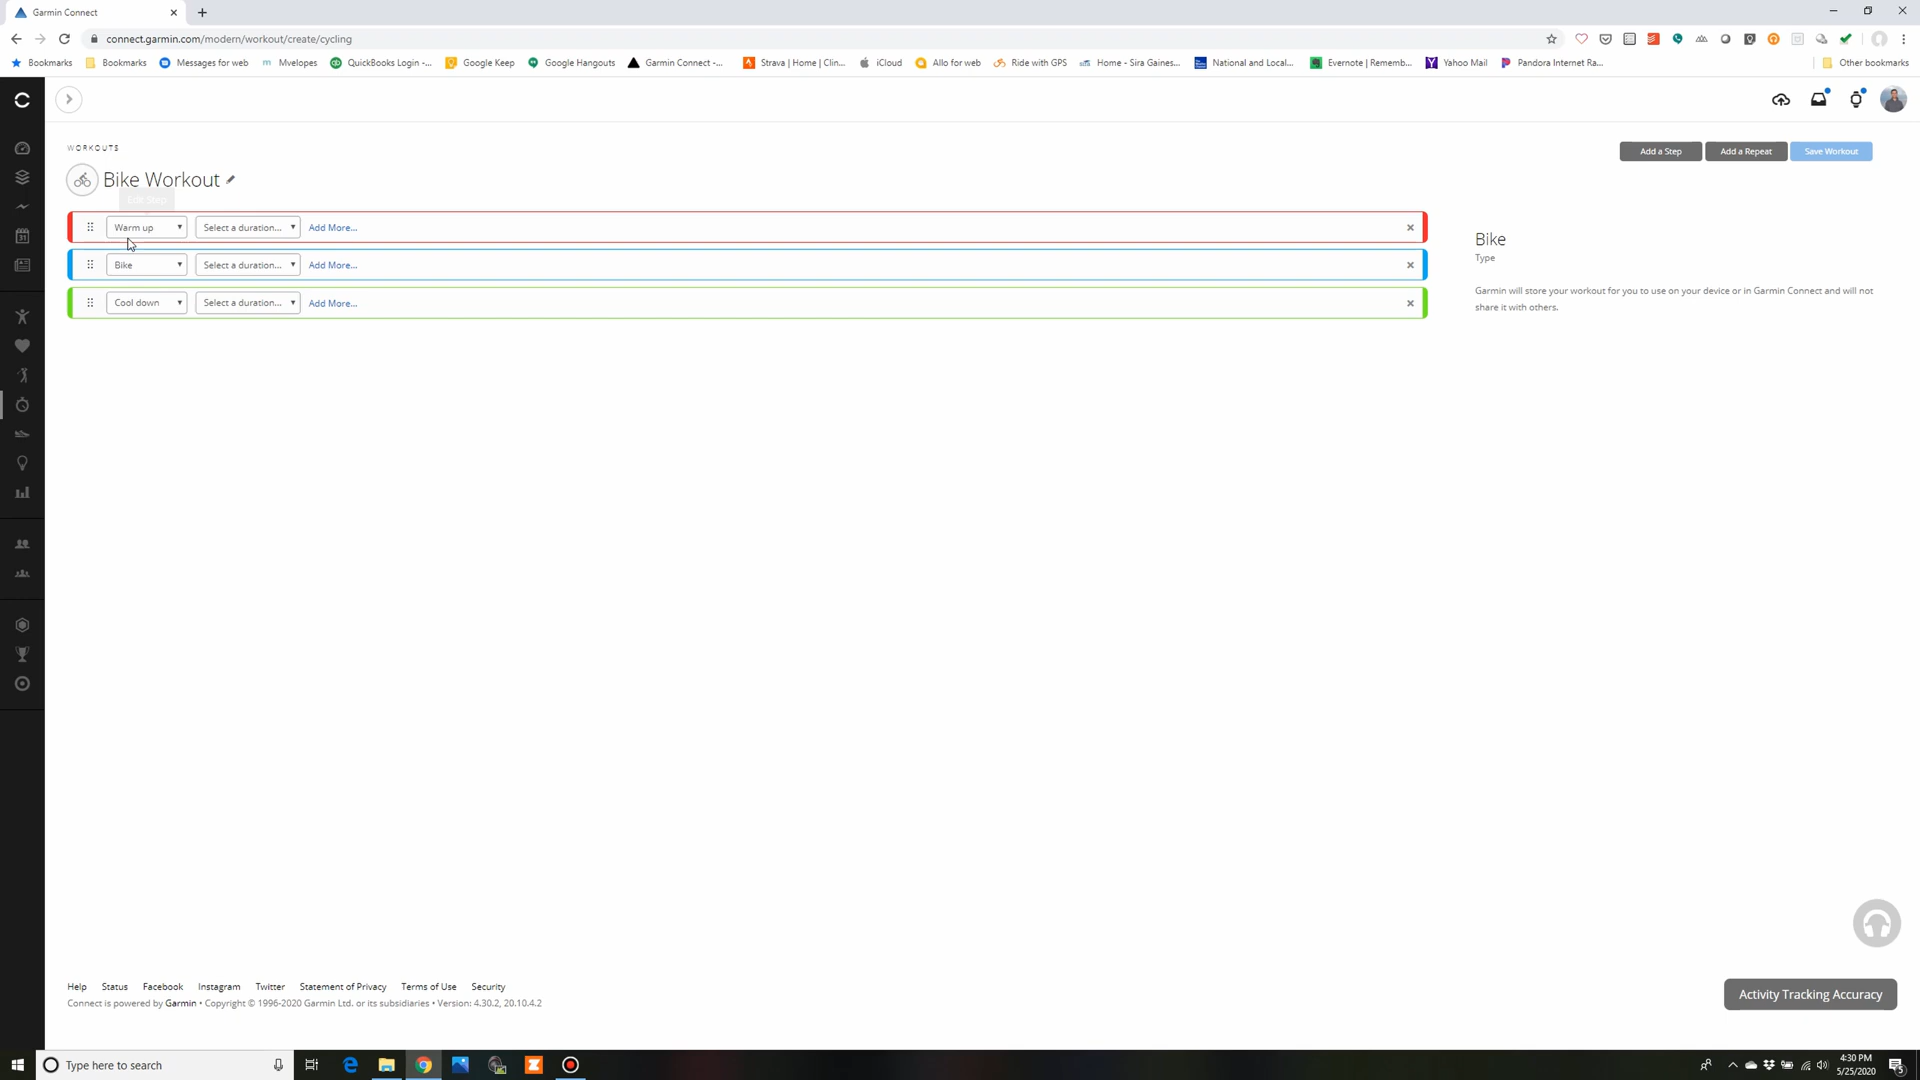 Garmin Connect
connect.garmin.com/modern/workout/create/cycling
Bookmarks Bookmarks Messages for web Mvelopes QuickBooks Login -... Google Keep Google Hangouts Garmin Connect -... Strava | Home | Clin... iCloud Allo for web Ride with GPS Home - Sira Gaines... National and Local... Evernote | Rememb... Yahoo Mail Pandora Internet Ra... Other bookmarks
WORKOUTS
Add a Step Add a Repeat Save Workout
Bike Workout
Edit Step
Warm up Select a duration... Add More...
Bike Select a duration... Add More...
Cool down Select a duration... Add More...
Bike
Type
Garmin will store your workout for you to use on your device or in Garmin Connect and will not
share it with others.
Help Status Facebook Instagram Twitter Statement of Privacy Terms of Use Security
Connect is powered by Garmin • Copyright © 1996-2020 Garmin Ltd. or its subsidiaries • Version: 4.30.2, 20.10.4.2
Activity Tracking Accuracy
Type here to search
4:30 PM
5/25/2020